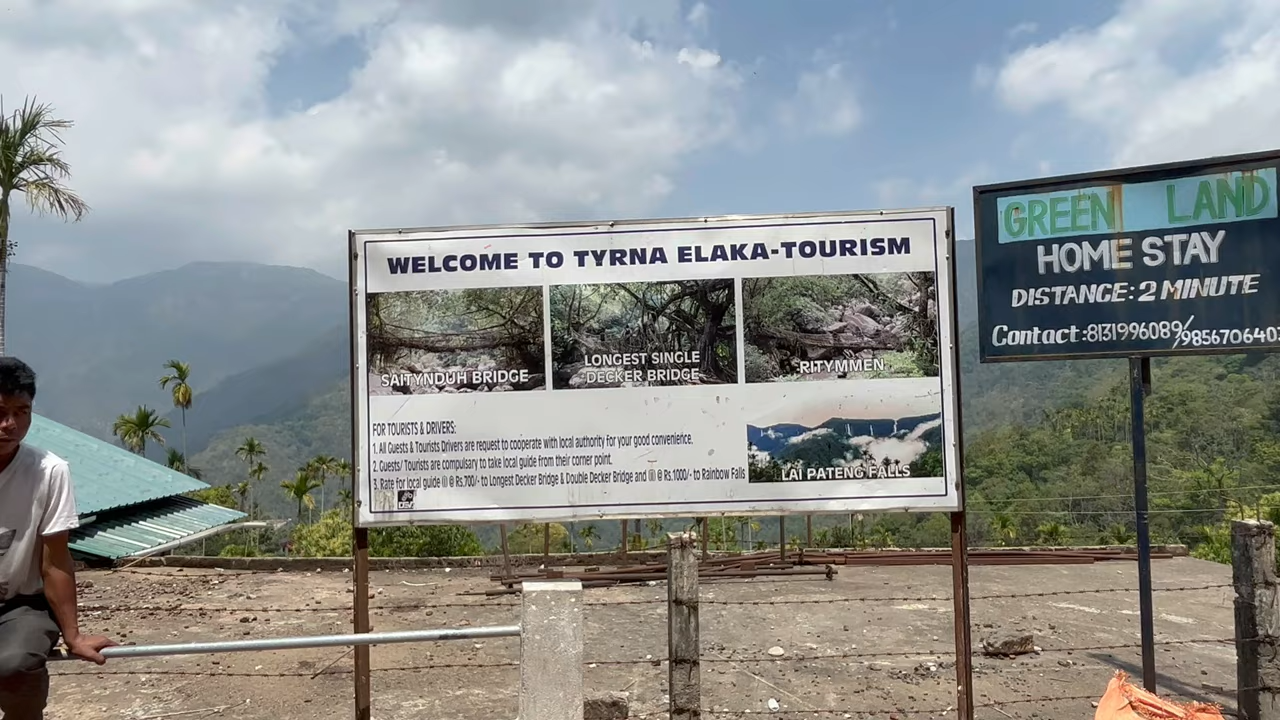 WELCOME TO TYRNA ELAKA-TOURISM
SAITYNDUH BRIDGE
LONGEST SINGLE
DECKER BRIDGE
RITYMMEN
LAI PATENG FALLS
FOR TOURISTS & DRIVERS:
1. All Guests & Tourists Drivers are request to cooperate with local authority for your good convenience.
2. Guests/ Tourists are compulsary to take local guide from their corner point.
3. Rate for local guide (i) @ Rs.700/- to Longest Decker Bridge & Double Decker Bridge and (ii) @ Rs.1000/- to Rainbow Falls
GREEN LAND
HOME STAY
DISTANCE: 2 MINUTE
Contact: 8131996089/985670640